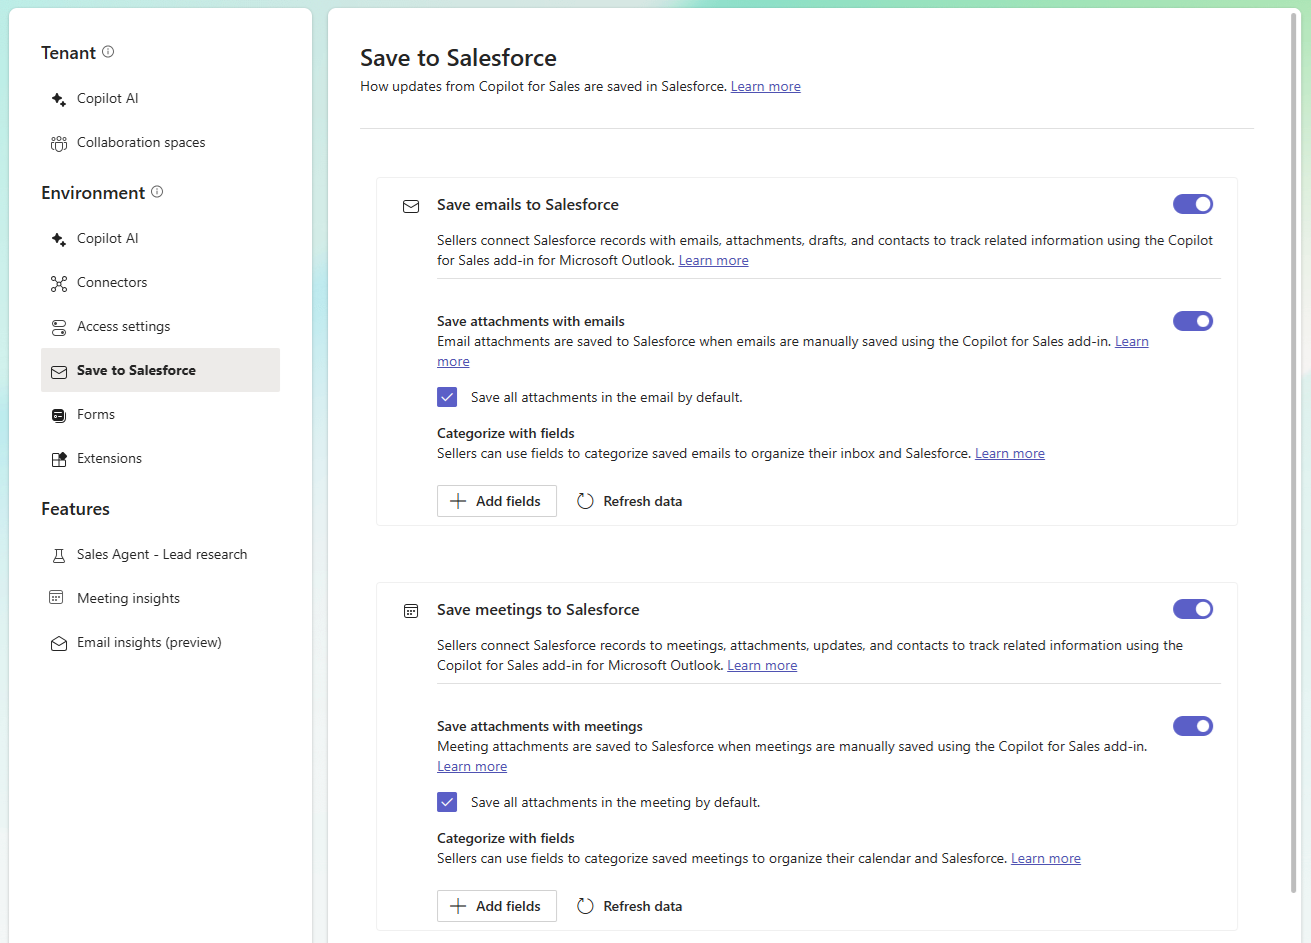 Tenant
Copilot AI
Collaboration spaces
Environment
Copilot AI
Connectors
Access settings
Save to Salesforce
Forms
Extensions
Features
Sales Agent - Lead research
Meeting insights
Email insights (preview)
Save to Salesforce
How updates from Copilot for Sales are saved in Salesforce. Learn more
Save emails to Salesforce
Sellers connect Salesforce records with emails, attachments, drafts, and contacts to track related information using the Copilot
for Sales add-in for Microsoft Outlook. Learn more
Save attachments with emails
Email attachments are saved to Salesforce when emails are manually saved using the Copilot for Sales add-in. Learn
more
Save all attachments in the email by default.
Categorize with fields
Sellers can use fields to categorize saved emails to organize their inbox and Salesforce. Learn more
Add fields
Refresh data
Save meetings to Salesforce
Sellers connect Salesforce records to meetings, attachments, updates, and contacts to track related information using the
Copilot for Sales add-in for Microsoft Outlook. Learn more
Save attachments with meetings
Meeting attachments are saved to Salesforce when meetings are manually saved using the Copilot for Sales add-in.
Learn more
Save all attachments in the meeting by default.
Categorize with fields
Sellers can use fields to categorize saved meetings to organize their calendar and Salesforce. Learn more
Add fields
Refresh data